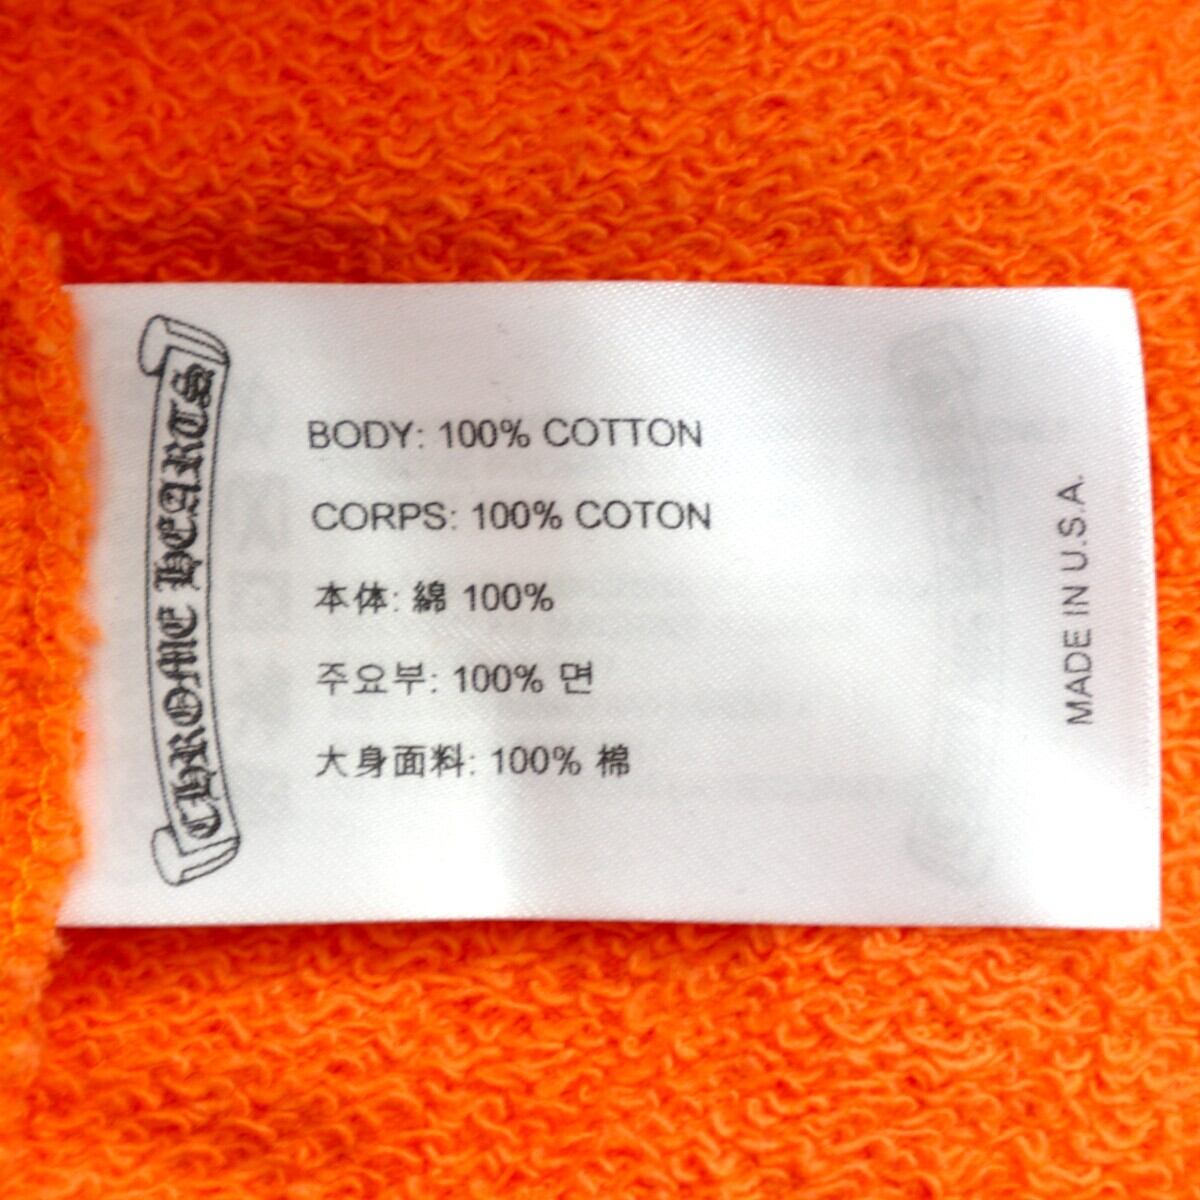 CHROME HEARTS
BODY: 100% COTTON
CORPS: 100% COTON
本体: 綿 100%
주요부: 100% 면
大身面料: 100% 棉
MADE IN U.S.A.